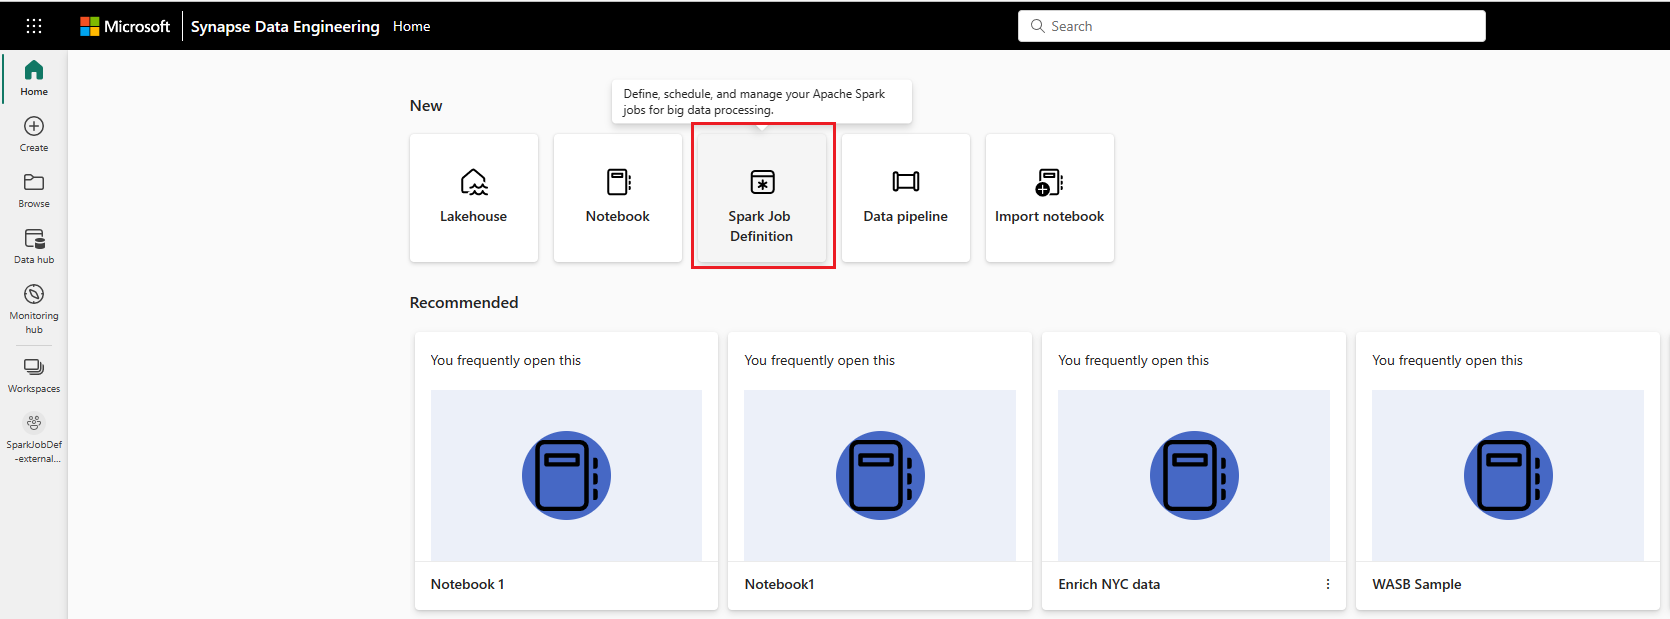 Microsoft Synapse Data Engineering Home
Search
Home
Create
Browse
Data hub
Monitoring
hub
Workspaces
SparkJobDef
-external...
New
Define, schedule, and manage your Apache Spark
jobs for big data processing.
Lakehouse
Notebook
Spark Job
Definition
Data pipeline
Import notebook
Recommended
You frequently open this
Notebook 1
You frequently open this
Notebook1
You frequently open this
Enrich NYC data
You frequently open this
WASB Sample